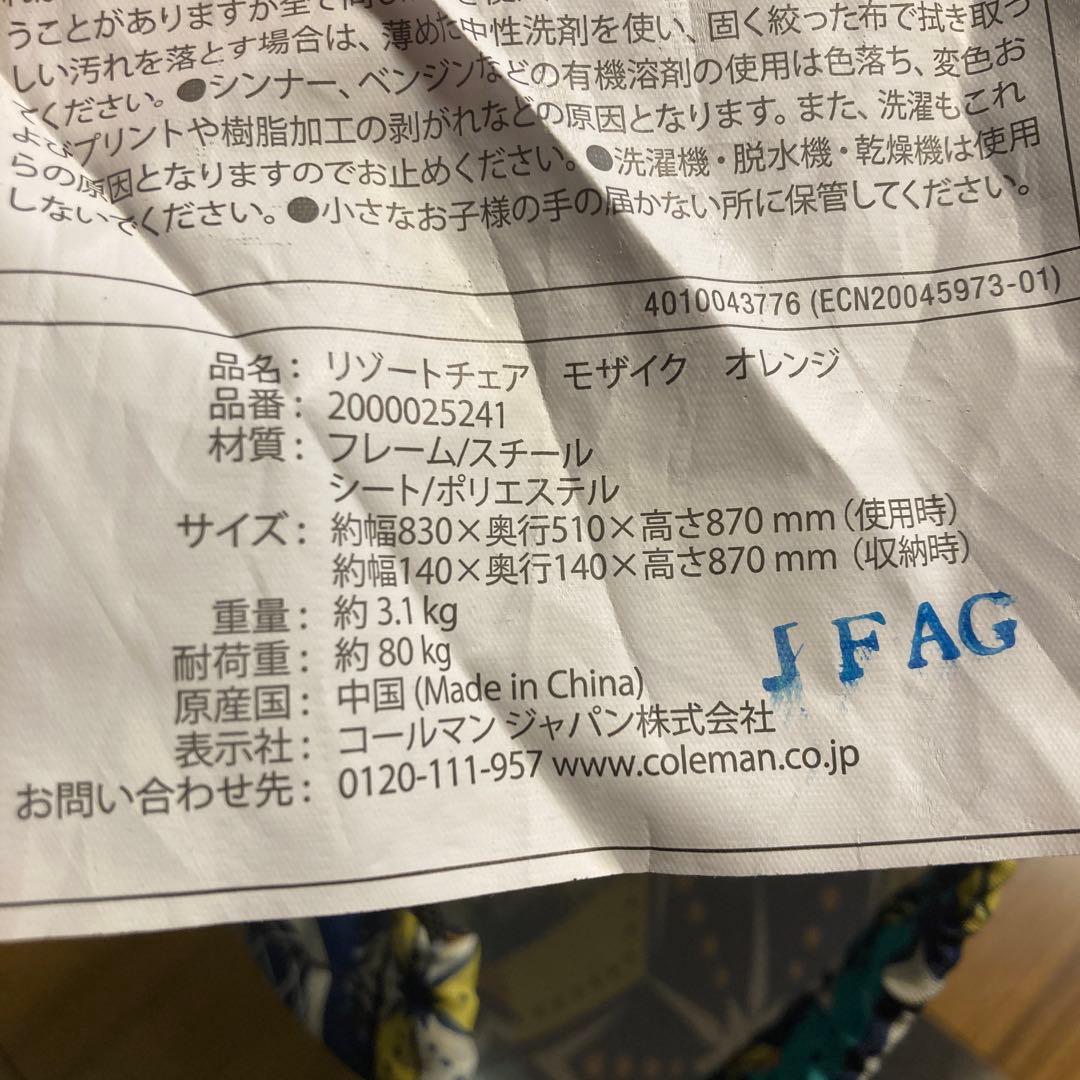 うことがありますが全て同じ
しい汚れを落とす場合は、薄めた中性洗剤を使い、固く絞った布で拭き取っ
てください。●シンナー、ベンジンなどの有機溶剤の使用は色落ち、変色お
よびプリントや樹脂加工の剥がれなどの原因となります。また、洗濯もこれ
らの原因となりますのでお止めください。●洗濯機・脱水機・乾燥機は使用
しないでください。●小さなお子様の手の届かない所に保管してください。
4010043776 (ECN20045973-01)
品名： リゾートチェア　モザイク　オレンジ
品番： 2000025241
材質： フレーム/スチール
シート/ポリエステル
サイズ： 約幅830×奥行510×高さ870 mm（使用時）
約幅140×奥行140×高さ870 mm（収納時）
重量： 約 3.1 kg
耐荷重： 約 80 kg
原産国： 中国 (Made in China)
表示社： コールマン ジャパン株式会社
お問い合わせ先： 0120-111-957 www.coleman.co.jp
JFAG